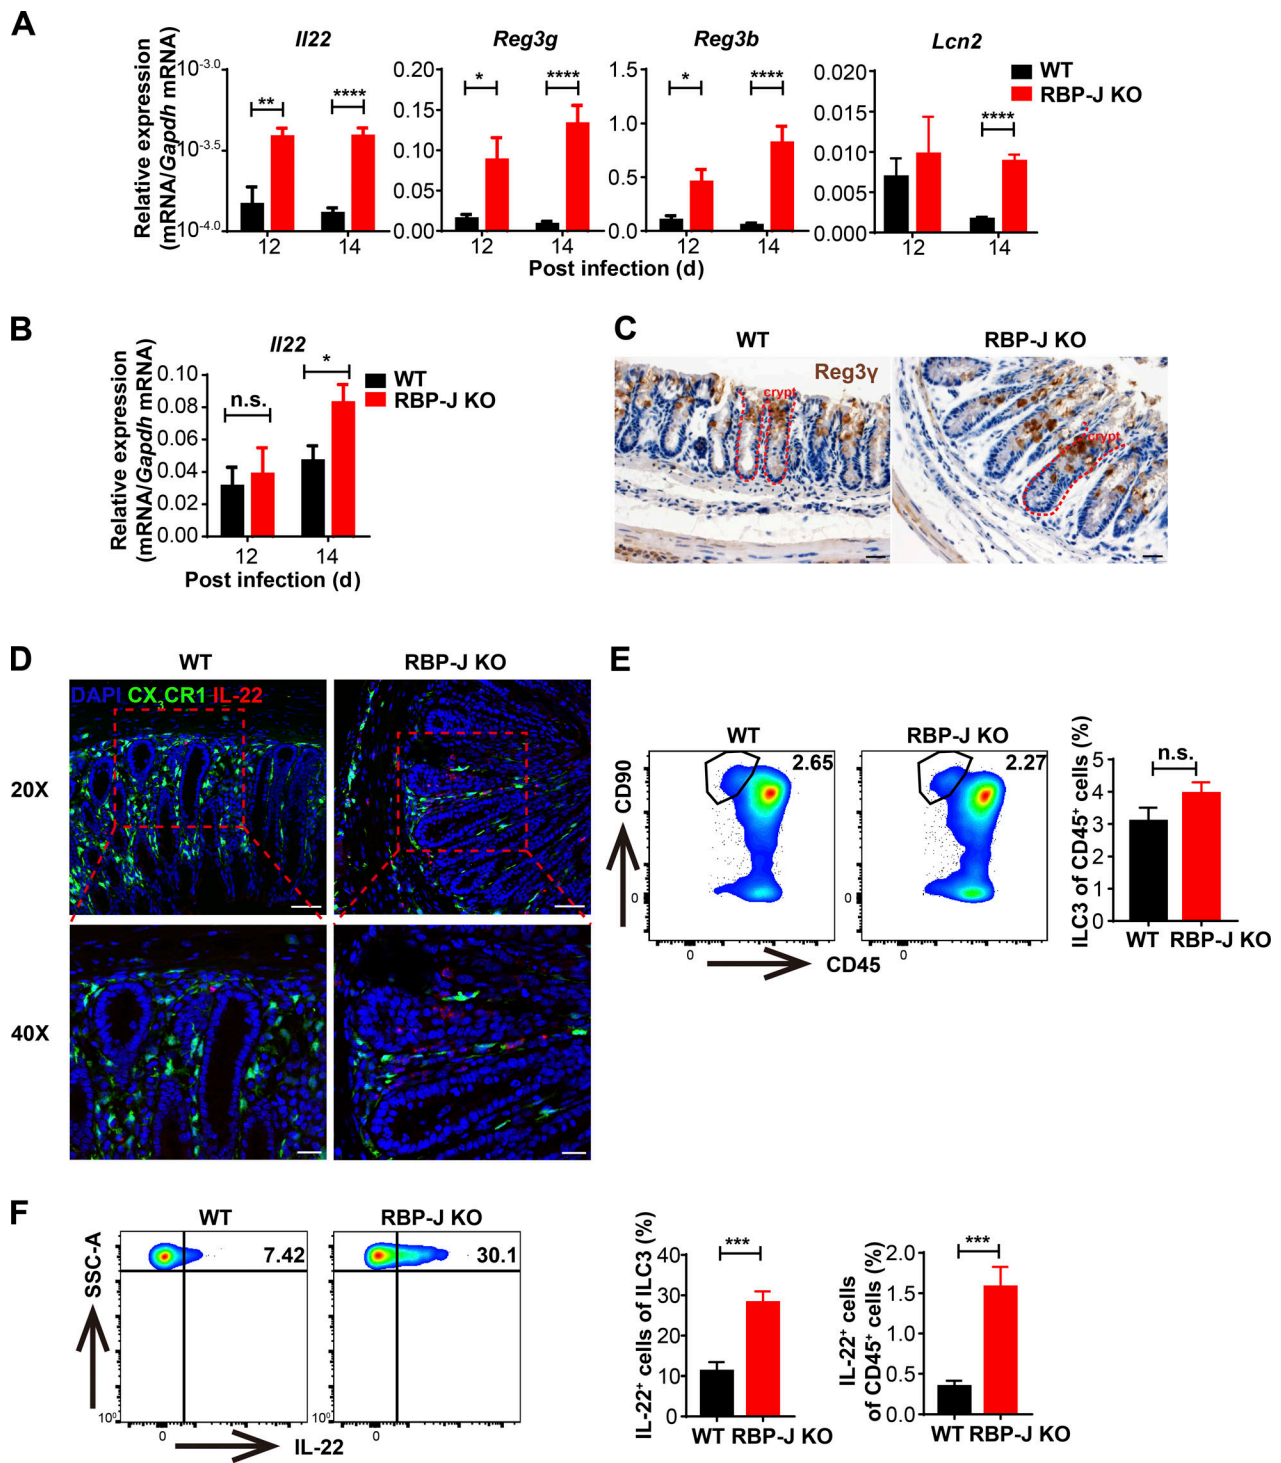 A
Il22
Reg3g
Reg3b
Lcn2
Relative expression
(mRNA/Gapdh mRNA)
10-3.0
10-3.5
10-4.0
**
****
12
14
0.20
0.15
0.10
0.05
0.00
*
****
12
14
1.5
1.0
0.5
0.0
*
****
12
14
0.020
0.015
0.010
0.005
0.000
****
12
14
WT
RBP-J KO
Post infection (d)
B
Il22
Relative expression
(mRNA/Gapdh mRNA)
0.10
0.08
0.06
0.04
0.02
0.00
n.s.
*
12
14
WT
RBP-J KO
Post infection (d)
C
WT
RBP-J KO
Reg3γ
crypt
crypt
D
WT
RBP-J KO
DAPI CX3CR1 IL-22
20X
40X
E
WT
RBP-J KO
2.65
2.27
CD90
0
0
0
0
CD45
ILC3 of CD45+ cells (%)
5
4
3
2
1
0
n.s.
WT RBP-J KO
F
WT
RBP-J KO
7.42
30.1
SSC-A
100
100
0
0
IL-22
IL-22+ cells of ILC3 (%)
40
30
20
10
0
***
WT RBP-J KO
IL-22+ cells
of CD45+ cells (%)
2.0
1.5
1.0
0.5
0.0
***
WT RBP-J KO